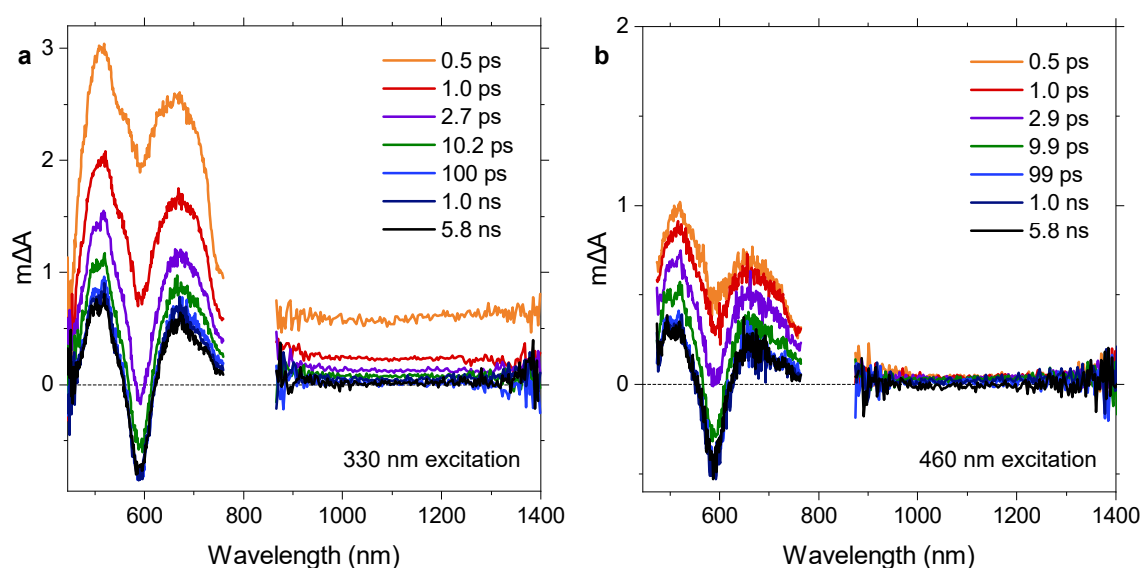 a
0.5 ps
1.0 ps
2.7 ps
10.2 ps
100 ps
1.0 ns
5.8 ns
mΔA
3
2
1
0
330 nm excitation
600
800
1000
1200
1400
Wavelength (nm)
b
0.5 ps
1.0 ps
2.9 ps
9.9 ps
99 ps
1.0 ns
5.8 ns
mΔA
2
1
0
460 nm excitation
600
800
1000
1200
1400
Wavelength (nm)